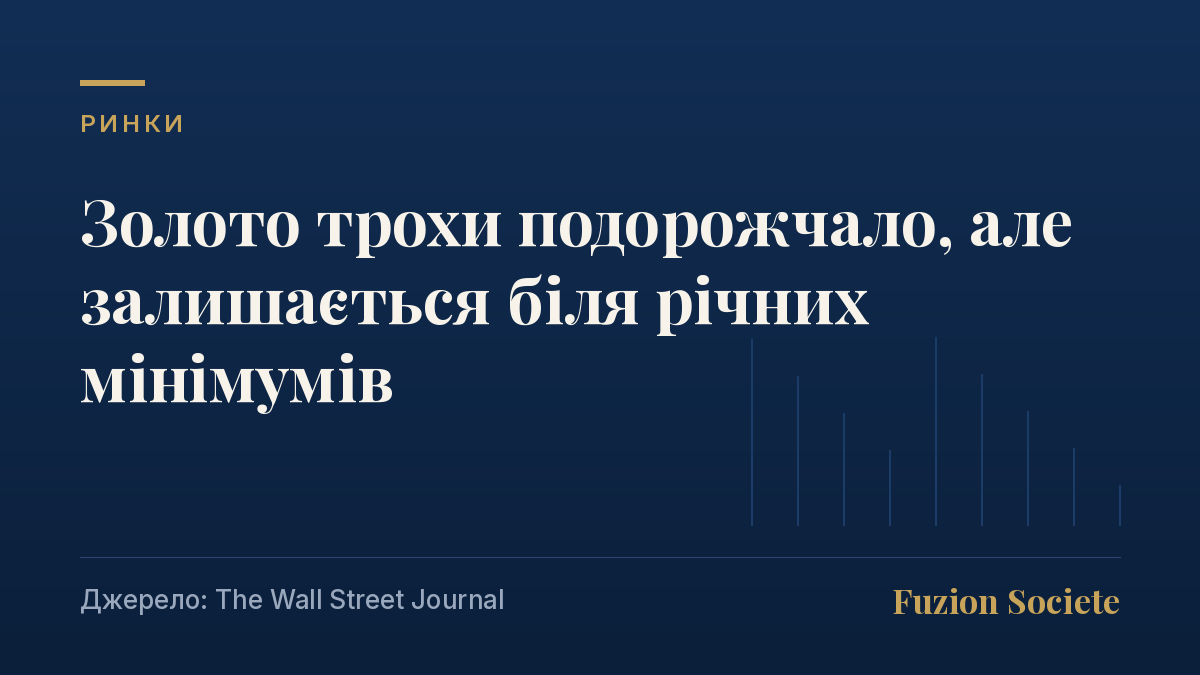 РИНКИ
Золото трохи подорожчало, але
залишається біля річних
мінімумів
Джерело: The Wall Street Journal
Fuzion Societe